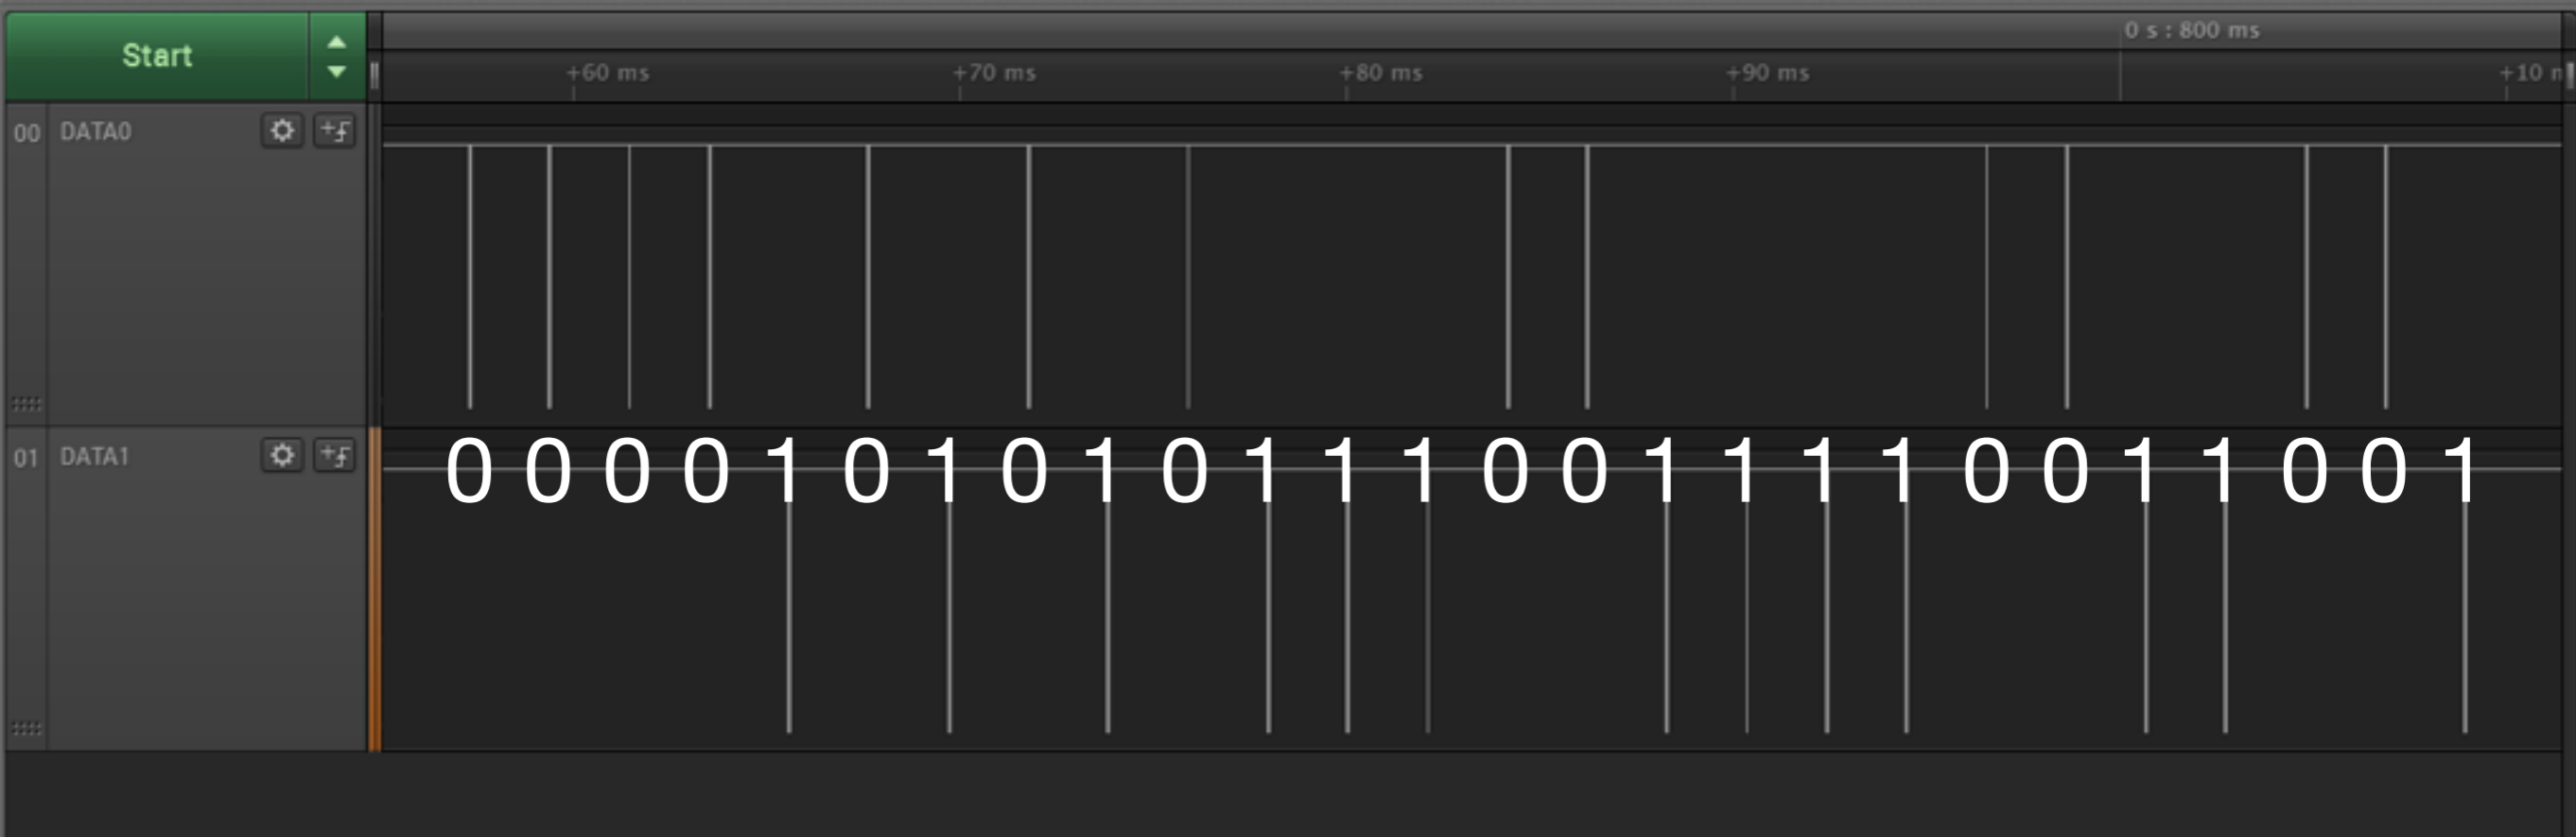 Start
0 s : 800 ms
+60 ms +70 ms +80 ms +90 ms +10
00 DATA0
01 DATA1
0 0 0 0 1 0 1 0 1 0 1 1 1 0 0 1 1 1 1 0 0 1 1 0 0 1